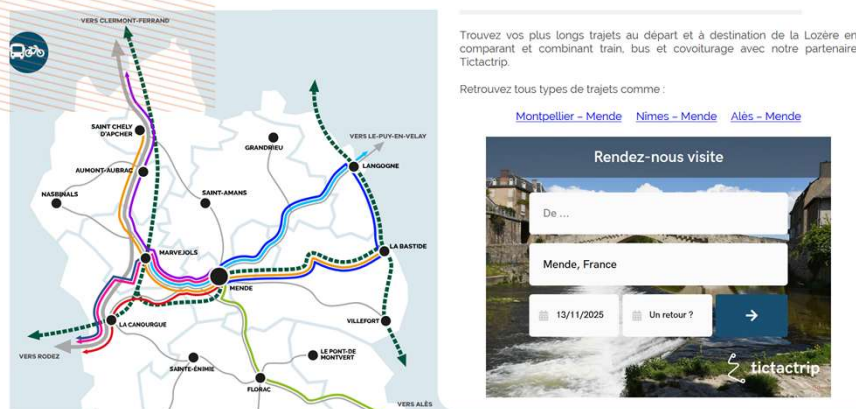 VERS CLERMONT-FERRAND
SAINT CHELY
D'APCHER
GRANDRIEU
VERS LE-PUY-EN-VELAY
LANGOGNE
AUMONT-AUBRAC
NASBINALS
SAINT-AMANS
MARVEJOLS
LA BASTIDE
MENDE
LA CANOURGUE
VILLEFORT
VERS RODEZ
SAINTE-ÉNIMIE
LE PONT-DE
MONTVERT
FLORAC
VERS ALÈS
Trouvez vos plus longs trajets au départ et à destination de la Lozère en
comparant et combinant train, bus et covoiturage avec notre partenaire
Tictactrip.
Retrouvez tous types de trajets comme :
Montpellier – Mende Nîmes – Mende Alès – Mende
Rendez-nous visite
De ...
Mende, France
13/11/2025 Un retour ?
tictactrip